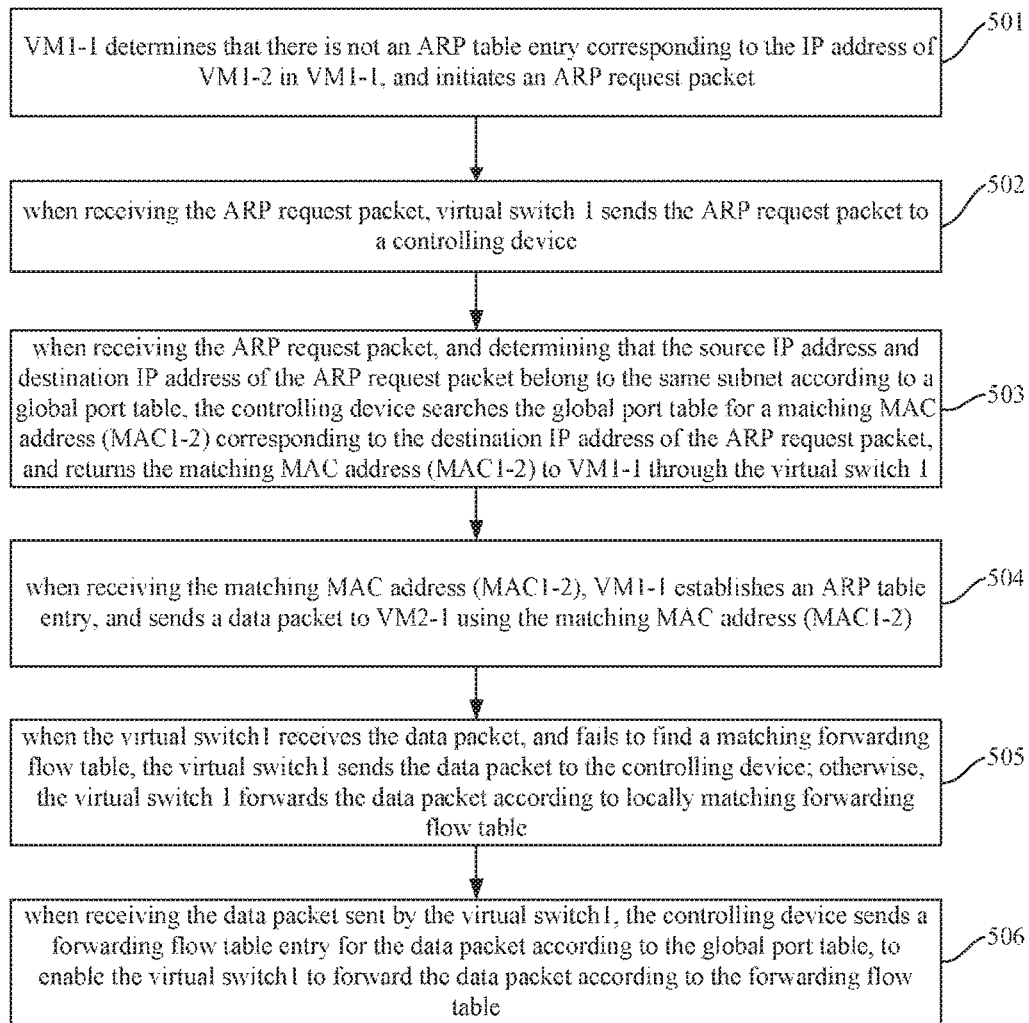 VM1-1 determines that there is not an ARP table entry corresponding to the IP address of
VM1-2 in VM1-1, and initiates an ARP request packet
501
when receiving the ARP request packet, virtual switch 1 sends the ARP request packet to
a controlling device
502
when receiving the ARP request packet, and determining that the source IP address and
destination IP address of the ARP request packet belong to the same subnet according to a
global port table, the controlling device searches the global port table for a matching MAC
address (MAC1-2) corresponding to the destination IP address of the ARP request packet,
and returns the matching MAC address (MAC1-2) to VM1-1 through the virtual switch 1
503
when receiving the matching MAC address (MAC1-2), VM1-1 establishes an ARP table
entry, and sends a data packet to VM2-1 using the matching MAC address (MAC1-2)
504
when the virtual switch1 receives the data packet, and fails to find a matching forwarding
flow table, the virtual switch1 sends the data packet to the controlling device; otherwise,
the virtual switch 1 forwards the data packet according to locally matching forwarding
flow table
505
when receiving the data packet sent by the virtual switch1, the controlling device sends a
forwarding flow table entry for the data packet according to the global port table, to
enable the virtual switch1 to forward the data packet according to the forwarding flow
table
506